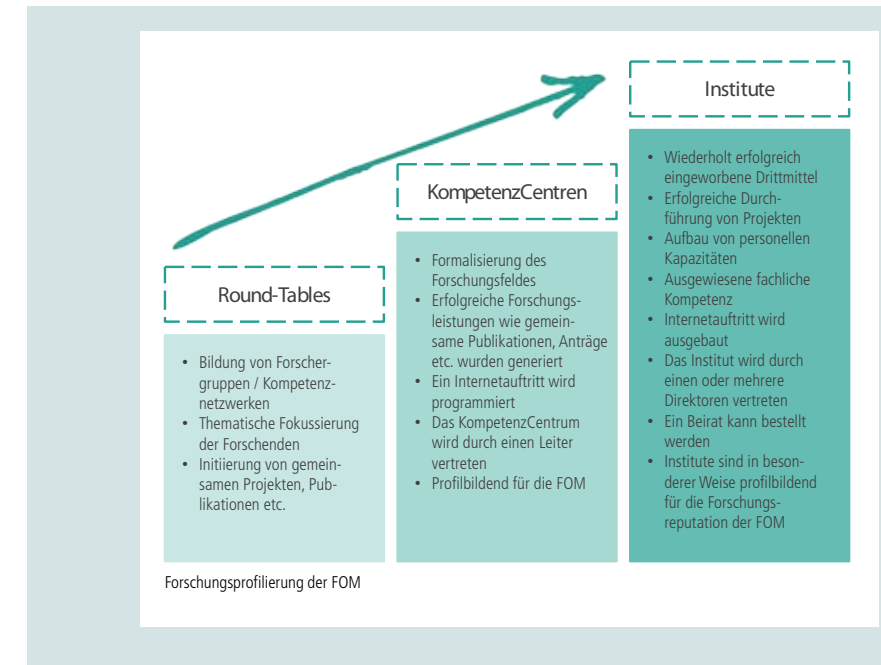 Round-Tables
• Bildung von Forscher-
gruppen / Kompetenz-
netzwerken
• Thematische Fokussierung
der Forschenden
• Initiierung von gemein-
samen Projekten, Pub-
likationen etc.
KompetenzCentren
• Formalisierung des
Forschungsfeldes
• Erfolgreiche Forschungs-
leistungen wie gemein-
same Publikationen, Anträge
etc. wurden generiert
• Ein Internetauftritt wird
programmiert
• Das KompetenzCentrum
wird durch einen Leiter
vertreten
• Profilbildend für die FOM
Institute
• Wiederholt erfolgreich
eingeworbene Drittmittel
• Erfolgreiche Durch-
führung von Projekten
• Aufbau von personellen
Kapazitäten
• Ausgewiesene fachliche
Kompetenz
• Internetauftritt wird
ausgebaut
• Das Institut wird durch
einen oder mehrere
Direktoren vertreten
• Ein Beirat kann bestellt
werden
• Institute sind in beson-
derer Weise profilbildend
für die Forschungs-
reputation der FOM
Forschungsprofilierung der FOM